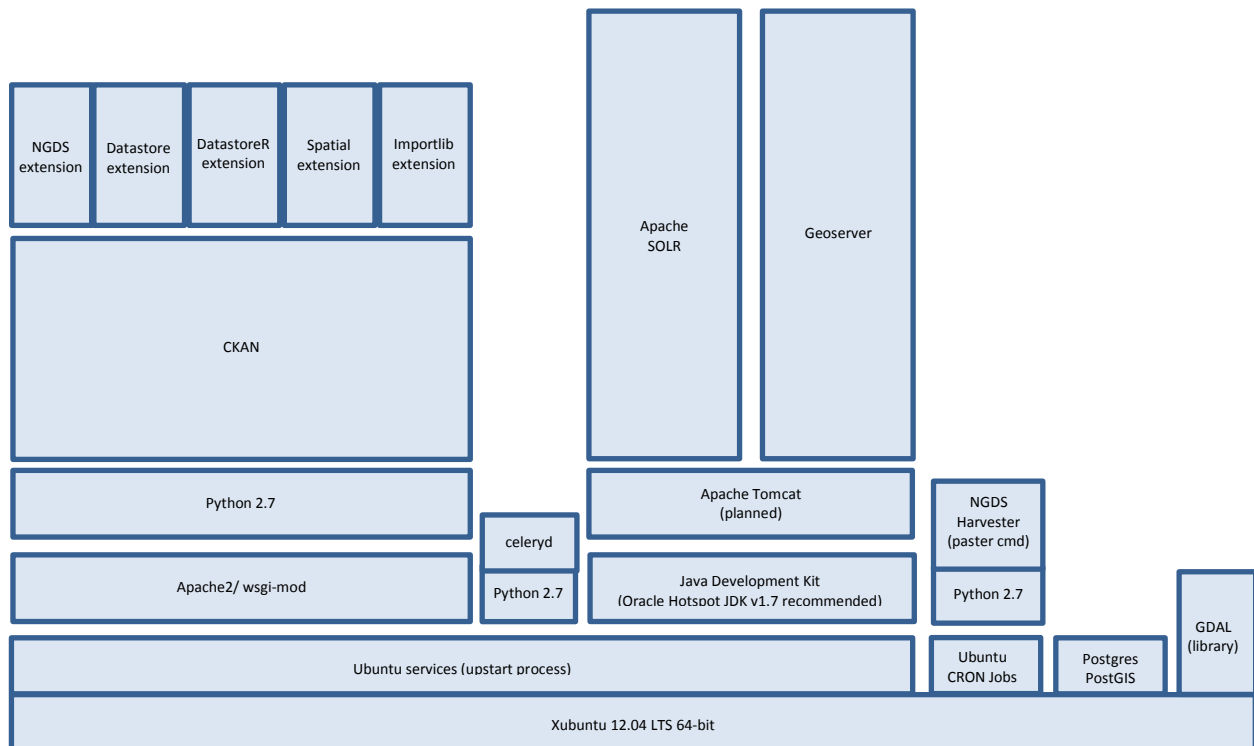 NGDS
extension
Datastore
extension
DatastoreR
extension
Spatial
extension
Importlib
extension
Apache
SOLR
Geoserver
CKAN
Python 2.7
Apache Tomcat
(planned)
NGDS
Harvester
(paster cmd)
celeryd
Python 2.7
Apache2/ wsgi-mod
Java Development Kit
(Oracle Hotspot JDK v1.7 recommended)
Python 2.7
GDAL
(library)
Ubuntu services (upstart process)
Ubuntu
CRON Jobs
Postgres
PostGIS
Xubuntu 12.04 LTS 64-bit